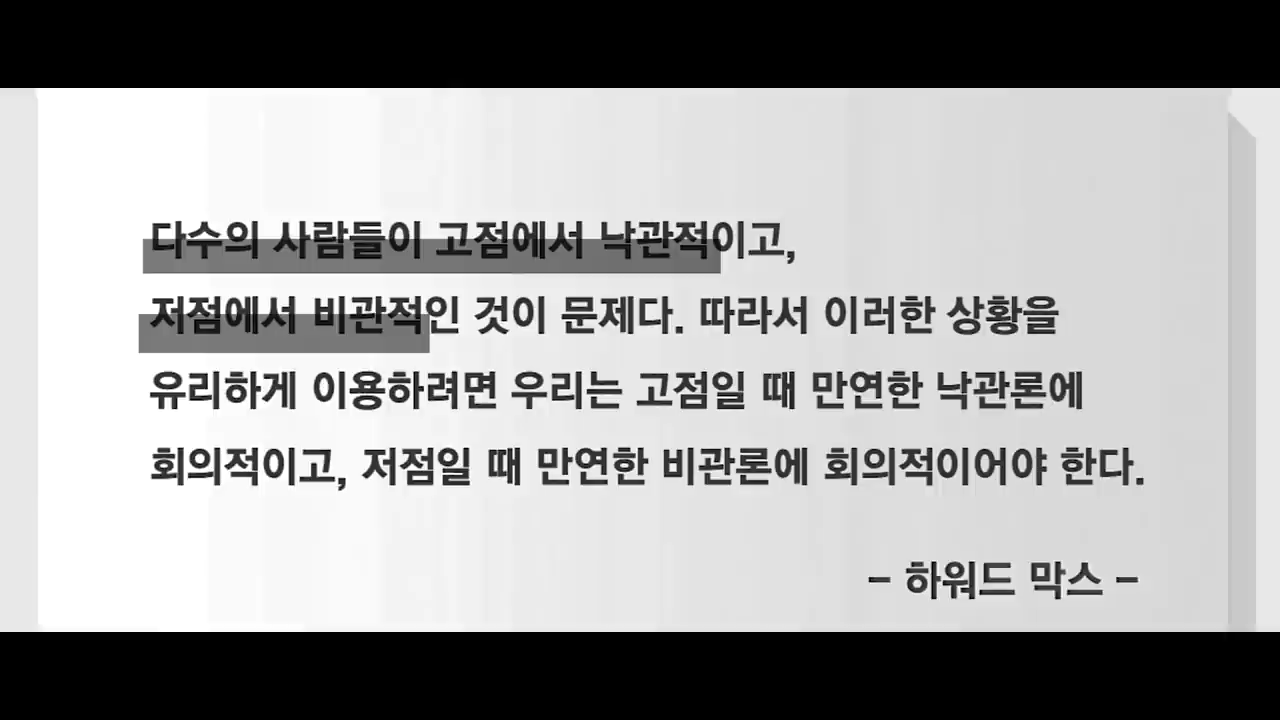 다수의 사람들이 고점에서 낙관적이고,
저점에서 비관적인 것이 문제다. 따라서 이러한 상황을
유리하게 이용하려면 우리는 고점일 때 만연한 낙관론에
회의적이고, 저점일 때 만연한 비관론에 회의적이어야 한다.
- 하워드 막스 -